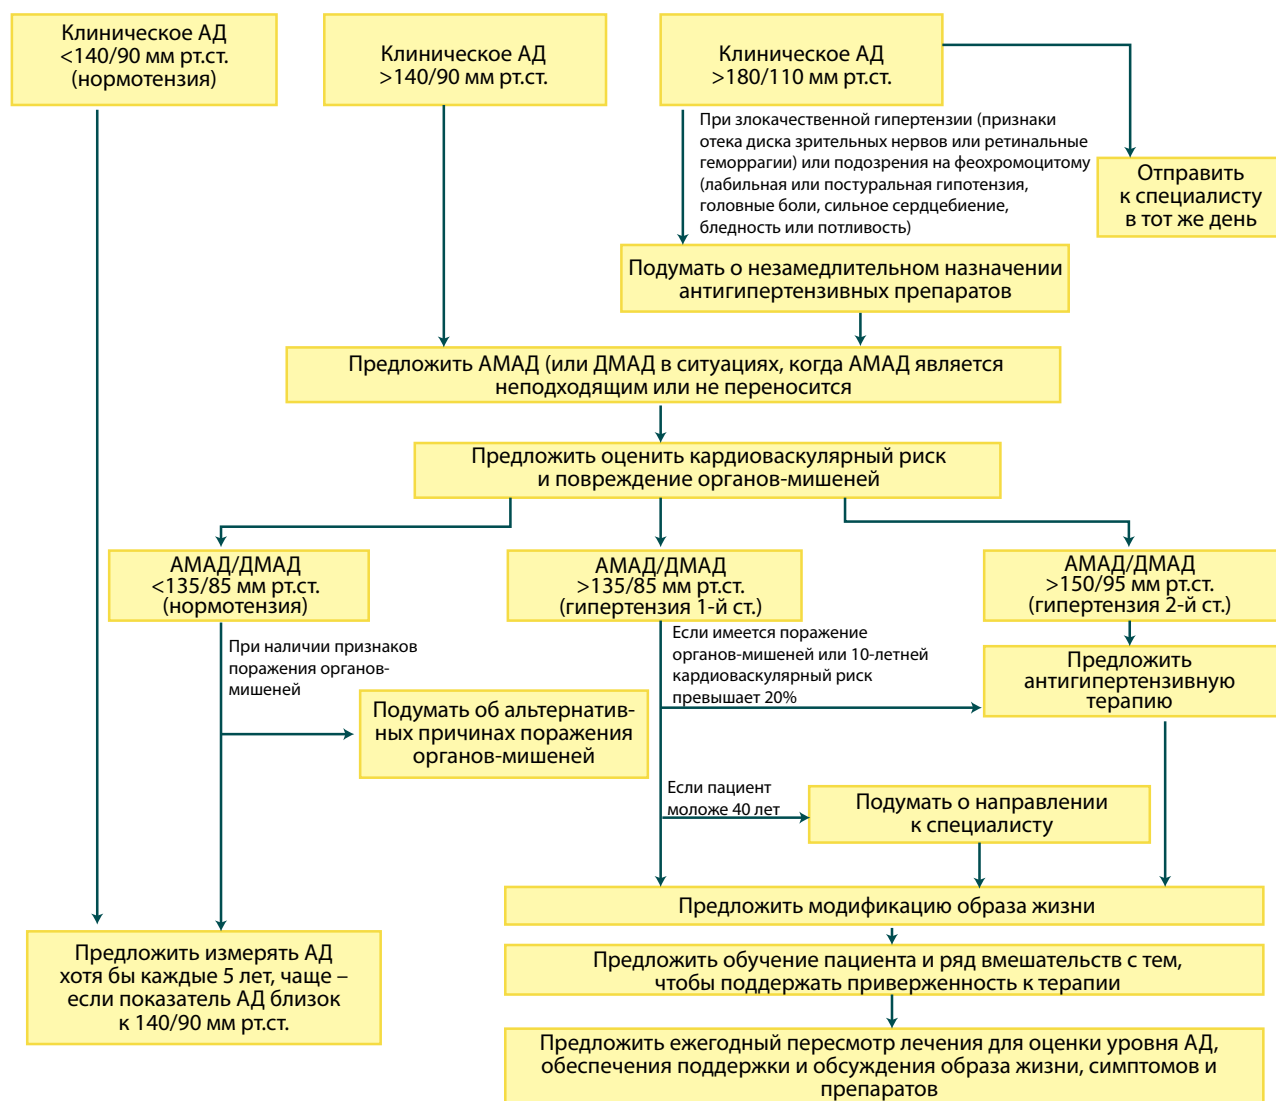 Клиническое АД
<140/90 мм рт.ст.
(нормотензия)
Клиническое АД
>140/90 мм рт.ст.
Клиническое АД
>180/110 мм рт.ст.
При злокачественной гипертензии (признаки
отека диска зрительных нервов или ретинальные
геморрагии) или подозрения на феохромоцитому
(лабильная или постуральная гипотензия,
головные боли, сильное сердцебиение,
бледность или потливость)
Отправить
к специалисту
в тот же день
Подумать о незамедлительном назначении
антигипертензивных препаратов
Предложить АМАД (или ДМАД в ситуациях, когда АМАД является
неподходящим или не переносится
Предложить оценить кардиоваскулярный риск
и повреждение органов-мишеней
АМАД/ДМАД
<135/85 мм рт.ст.
(нормотензия)
АМАД/ДМАД
>135/85 мм рт.ст.
(гипертензия 1-й ст.)
АМАД/ДМАД
>150/95 мм рт.ст.
(гипертензия 2-й ст.)
При наличии признаков
поражения органов-
мишеней
Если имеется поражение
органов-мишеней или 10-летней
кардиоваскулярный риск
превышает 20%
Предложить
антигипертензивную
терапию
Подумать об альтернатив-
ных причинах поражения
органов-мишеней
Если пациент
моложе 40 лет
Подумать о направлении
к специалисту
Предложить модификацию образа жизни
Предложить измерять АД
хотя бы каждые 5 лет, чаще –
если показатель АД близок
к 140/90 мм рт.ст.
Предложить обучение пациента и ряд вмешательств с тем,
чтобы поддержать приверженность к терапии
Предложить ежегодный пересмотр лечения для оценки уровня АД,
обеспечения поддержки и обсуждения образа жизни, симптомов и
препаратов